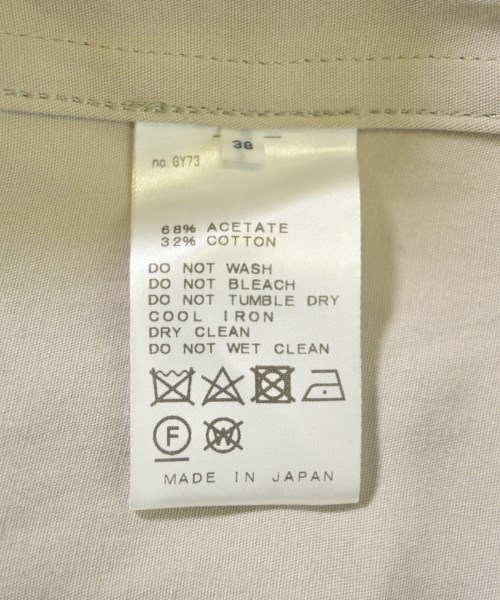 38
no. GY73
68% ACETATE
32% COTTON
DO NOT WASH
DO NOT BLEACH
DO NOT TUMBLE DRY
COOL IRON
DRY CLEAN
DO NOT WET CLEAN
F W
MADE IN JAPAN